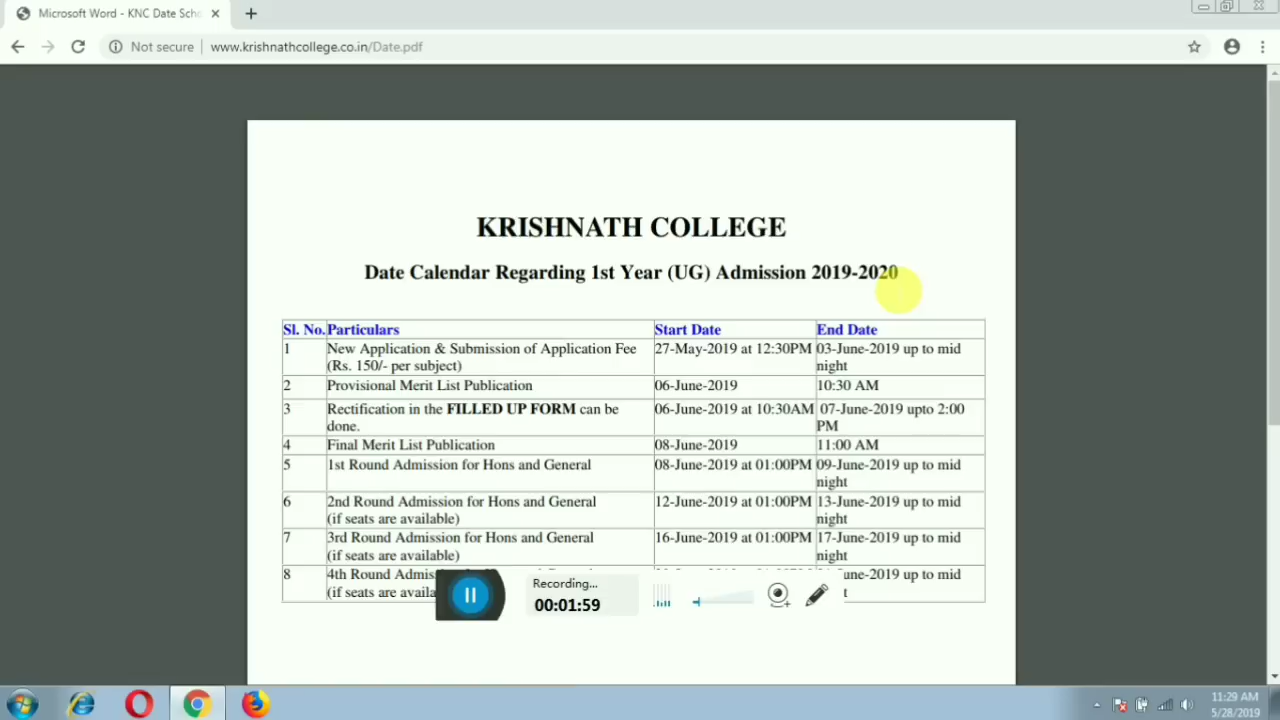 Microsoft Word - KNC Date Sch
Not secure www.krishnathcollege.co.in/Date.pdf
KRISHNATH COLLEGE
Date Calendar Regarding 1st Year (UG) Admission 2019-2020
Sl. No. Particulars Start Date End Date
1 New Application & Submission of Application Fee 27-May-2019 at 12:30PM 03-June-2019 up to mid
(Rs. 150/- per subject) night
2 Provisional Merit List Publication 06-June-2019 10:30 AM
3 Rectification in the FILLED UP FORM can be 06-June-2019 at 10:30AM 07-June-2019 upto 2:00
done. PM
4 Final Merit List Publication 08-June-2019 11:00 AM
5 1st Round Admission for Hons and General 08-June-2019 at 01:00PM 09-June-2019 up to mid
night
6 2nd Round Admission for Hons and General 12-June-2019 at 01:00PM 13-June-2019 up to mid
(if seats are available) night
7 3rd Round Admission for Hons and General 16-June-2019 at 01:00PM 17-June-2019 up to mid
(if seats are available) night
8 4th Round Admis une-2019 up to mid
(if seats are availa t
Recording...
00:01:59
11:29 AM
5/28/2019